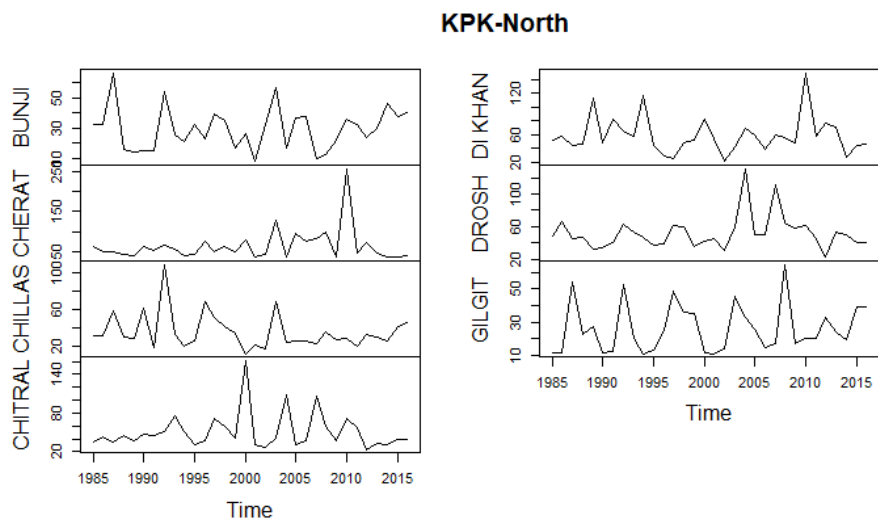 KPK-North
BUNJI
10 30 50
CHERAT
50 150 250
CHILLAS
20 60 100
CHITRAL
20 80 140
1985 1990 1995 2000 2005 2010 2015
Time
DI KHAN
20 60 120
DROSH
20 60 100
GILGIT
10 30 50
1985 1990 1995 2000 2005 2010 2015
Time